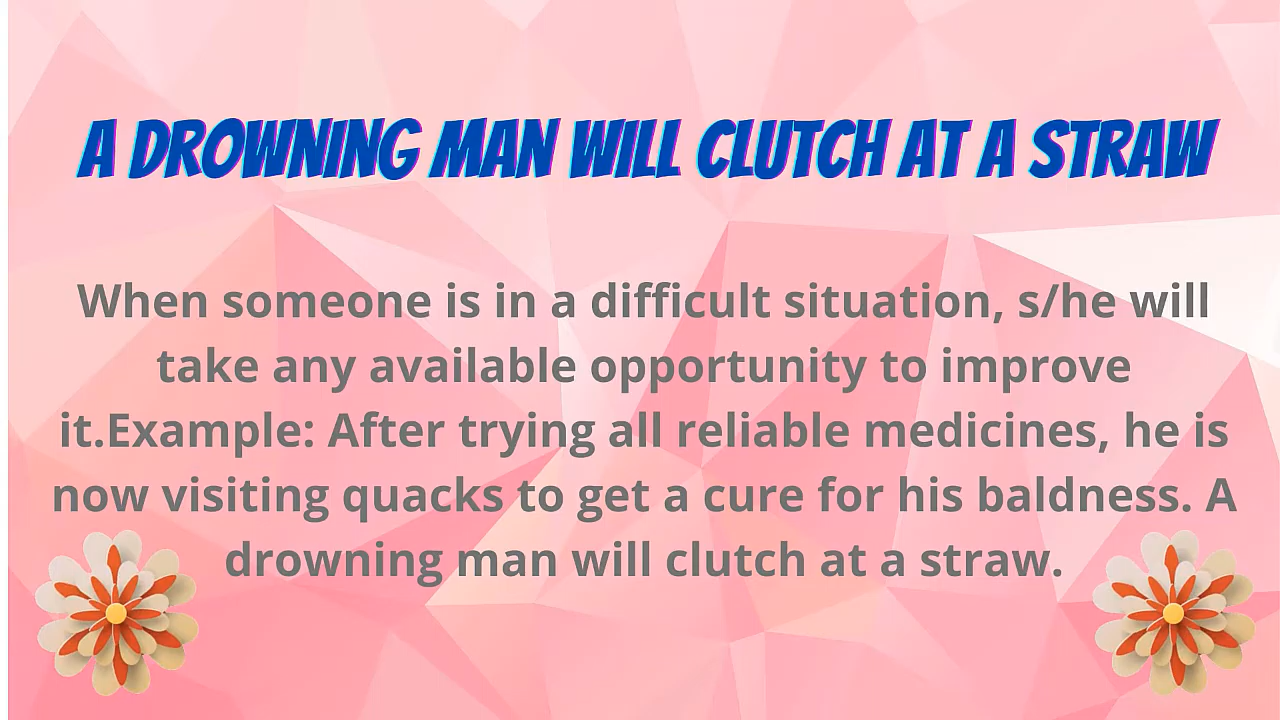 A DROWNING MAN WILL CLUTCH AT A STRAW
When someone is in a difficult situation, s/he will
take any available opportunity to improve
it.Example: After trying all reliable medicines, he is
now visiting quacks to get a cure for his baldness. A
drowning man will clutch at a straw.